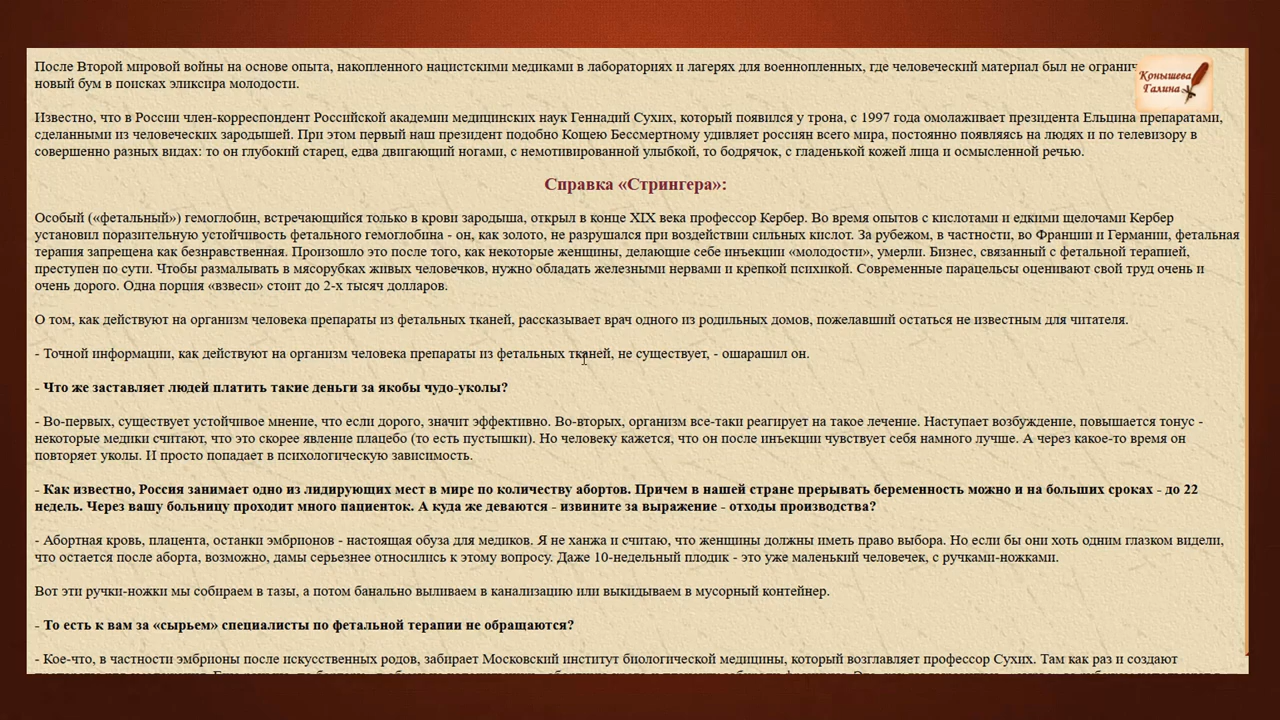 После Второй мировой войны на основе опыта, накопленного нацистскими медиками в лабораториях и лагерях для военнопленных, где человеческий материал был не огранич
новый бум в поисках эликсира молодости.
Конышева
Галина
Известно, что в России член-корреспондент Российской академии медицинских наук Геннадий Сухих, который появился у трона, с 1997 года омолаживает президента Ельцина препаратами,
сделанными из человеческих зародышей. При этом первый наш президент подобно Кощею Бессмертному удивляет россиян всего мира, постоянно появляясь на людях и по телевизору в
совершенно разных видах: то он глубокий старец, едва двигающий ногами, с немотивированной улыбкой, то бодрячок, с гладенькой кожей лица и осмысленной речью.
Справка «Стрингера»:
Особый («фетальный») гемоглобин, встречающийся только в крови зародыша, открыл в конце XIX века профессор Кербер. Во время опытов с кислотами и едкими щелочами Кербер
установил поразительную устойчивость фетального гемоглобина - он, как золото, не разрушался при воздействии сильных кислот. За рубежом, в частности, во Франции и Германии, фетальная
терапия запрещена как безнравственная. Произошло это после того, как некоторые женщины, делающие себе инъекции «молодости», умерли. Бизнес, связанный с фетальной терапией,
преступен по сути. Чтобы размалывать в мясорубках живых человечков, нужно обладать железными нервами и крепкой психикой. Современные парацельсы оценивают свой труд очень и
очень дорого. Одна порция «взвеси» стоит до 2-х тысяч долларов.
О том, как действуют на организм человека препараты из фетальных тканей, рассказывает врач одного из родильных домов, пожелавший остаться не известным для читателя.
- Точной информации, как действуют на организм человека препараты из фетальных тканей, не существует, - ошарашил он.
- Что же заставляет людей платить такие деньги за якобы чудо-уколы?
- Во-первых, существует устойчивое мнение, что если дорого, значит эффективно. Во-вторых, организм все-таки реагирует на такое лечение. Наступает возбуждение, повышается тонус -
некоторые медики считают, что это скорее явление плацебо (то есть пустышки). Но человеку кажется, что он после инъекции чувствует себя намного лучше. А через какое-то время он
повторяет уколы. И просто попадает в психологическую зависимость.
- Как известно, Россия занимает одно из лидирующих мест в мире по количеству абортов. Причем в нашей стране прерывать беременность можно и на больших сроках - до 22
недель. Через вашу больницу проходит много пациенток. А куда же деваются - извините за выражение - отходы производства?
- Абортная кровь, плацента, останки эмбрионов - настоящая обуза для медиков. Я не ханжа и считаю, что женщины должны иметь право выбора. Но если бы они хоть одним глазком видели,
что остается после аборта, возможно, дамы серьезнее относились к этому вопросу. Даже 10-недельный плодик - это уже маленький человечек, с ручками-ножками.
Вот эти ручки-ножки мы собираем в тазы, а потом банально выливаем в канализацию или выкидываем в мусорный контейнер.
- То есть к вам за «сырьем» специалисты по фетальной терапии не обращаются?
- Кое-что, в частности эмбрионы после искусственных родов, забирает Московский институт биологической медицины, который возглавляет профессор Сухих. Там как раз и создают